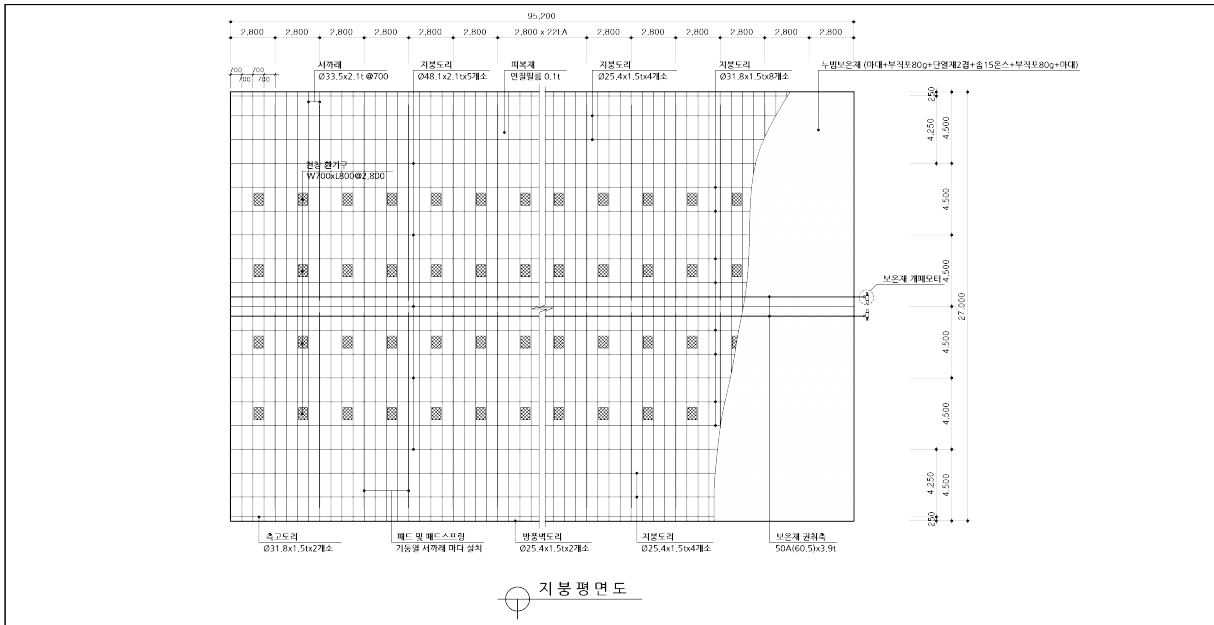 95,200
2,800 2,800 2,800 2,800 2,800 2,800 2,800 x 22EA 2,800 2,800 2,800 2,800 2,800
700 700
700 700
서까래
Ø33.5x2.1t @700
지붕도리
Ø48.1x2.1tx5개소
피복재
연질필름 0.1t
지붕도리
Ø25.4x1.5tx4개소
지붕도리
Ø31.8x1.5tx8개소
누빔보온재 (마대+부직포80g+단열재2겹+솜15온스+부직포80g+마대)
천창 환기구
W700xL800@2,800
보온재 개폐모터
250
4,250
4,500
4,500
4,500
4,500
4,500
4,250
4,500
250
27,000
측고도리
Ø31.8x1.5tx2개소
패드 및 패드스프링
기둥열 서까래 마다 설치
방풍벽도리
Ø25.4x1.5tx2개소
지붕도리
Ø25.4x1.5tx4개소
보온재 권취축
50A(60.5)x3.9t
지붕평면도